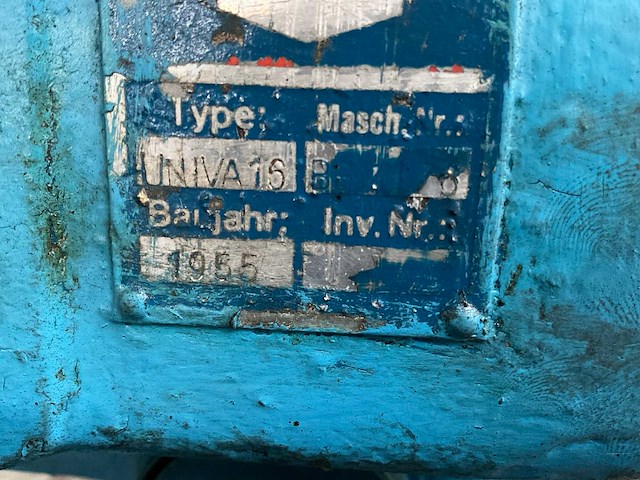 Type: Masch.Nr.:
UNIVA 16
Baujahr: Inv. Nr.:
1955